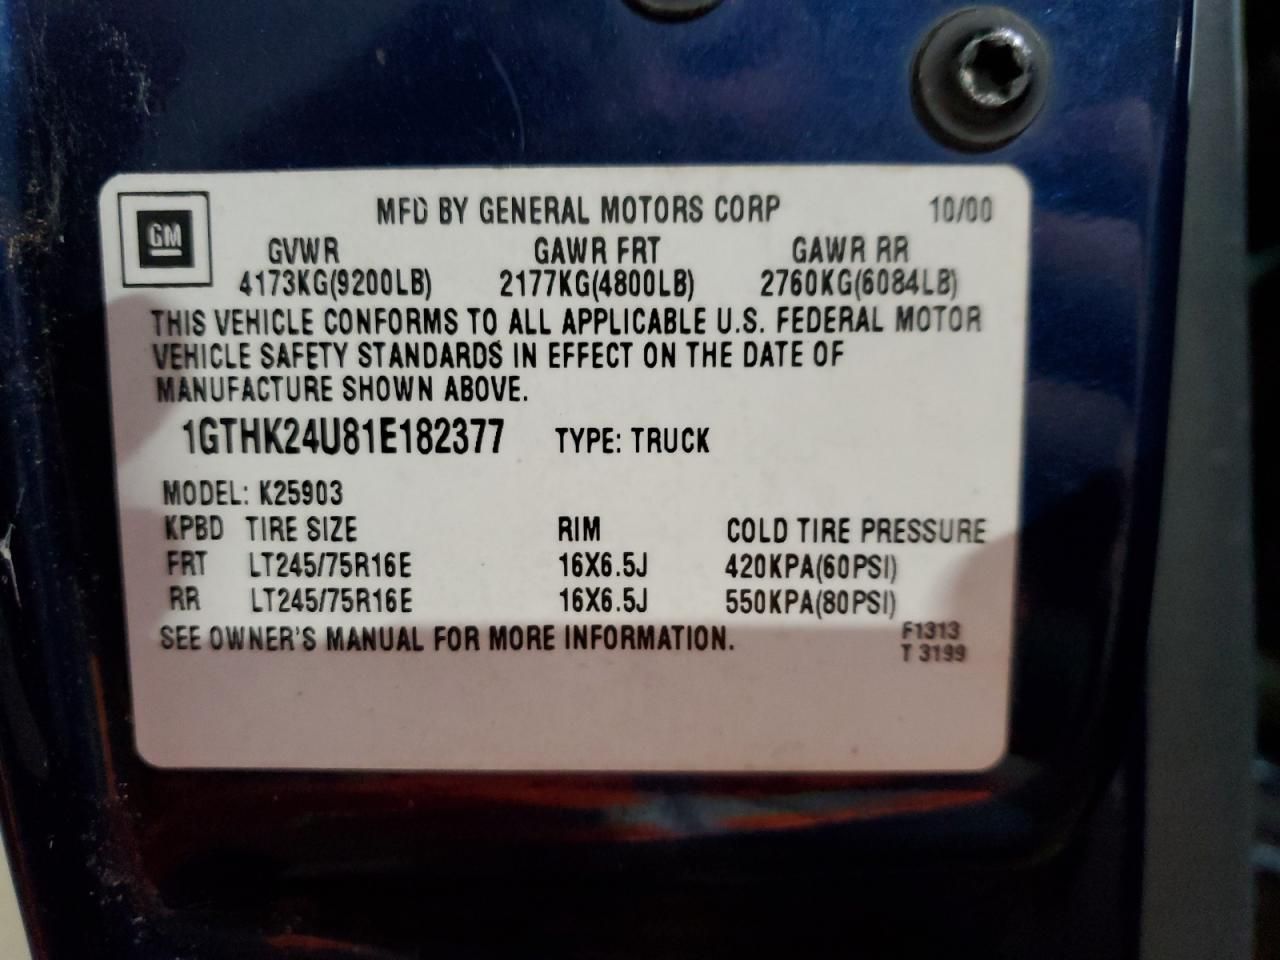 GM
MFD BY GENERAL MOTORS CORP 10/00
GVWR GAWR FRT GAWR RR
4173KG(9200LB) 2177KG(4800LB) 2760KG(6084LB)
THIS VEHICLE CONFORMS TO ALL APPLICABLE U.S. FEDERAL MOTOR
VEHICLE SAFETY STANDARDS IN EFFECT ON THE DATE OF
MANUFACTURE SHOWN ABOVE.
1GTHK24U81E182377 TYPE: TRUCK
MODEL: K25903
KPBD TIRE SIZE RIM COLD TIRE PRESSURE
FRT LT245/75R16E 16X6.5J 420KPA(60PSI)
RR LT245/75R16E 16X6.5J 550KPA(80PSI)
SEE OWNER'S MANUAL FOR MORE INFORMATION. F1313
T 3199